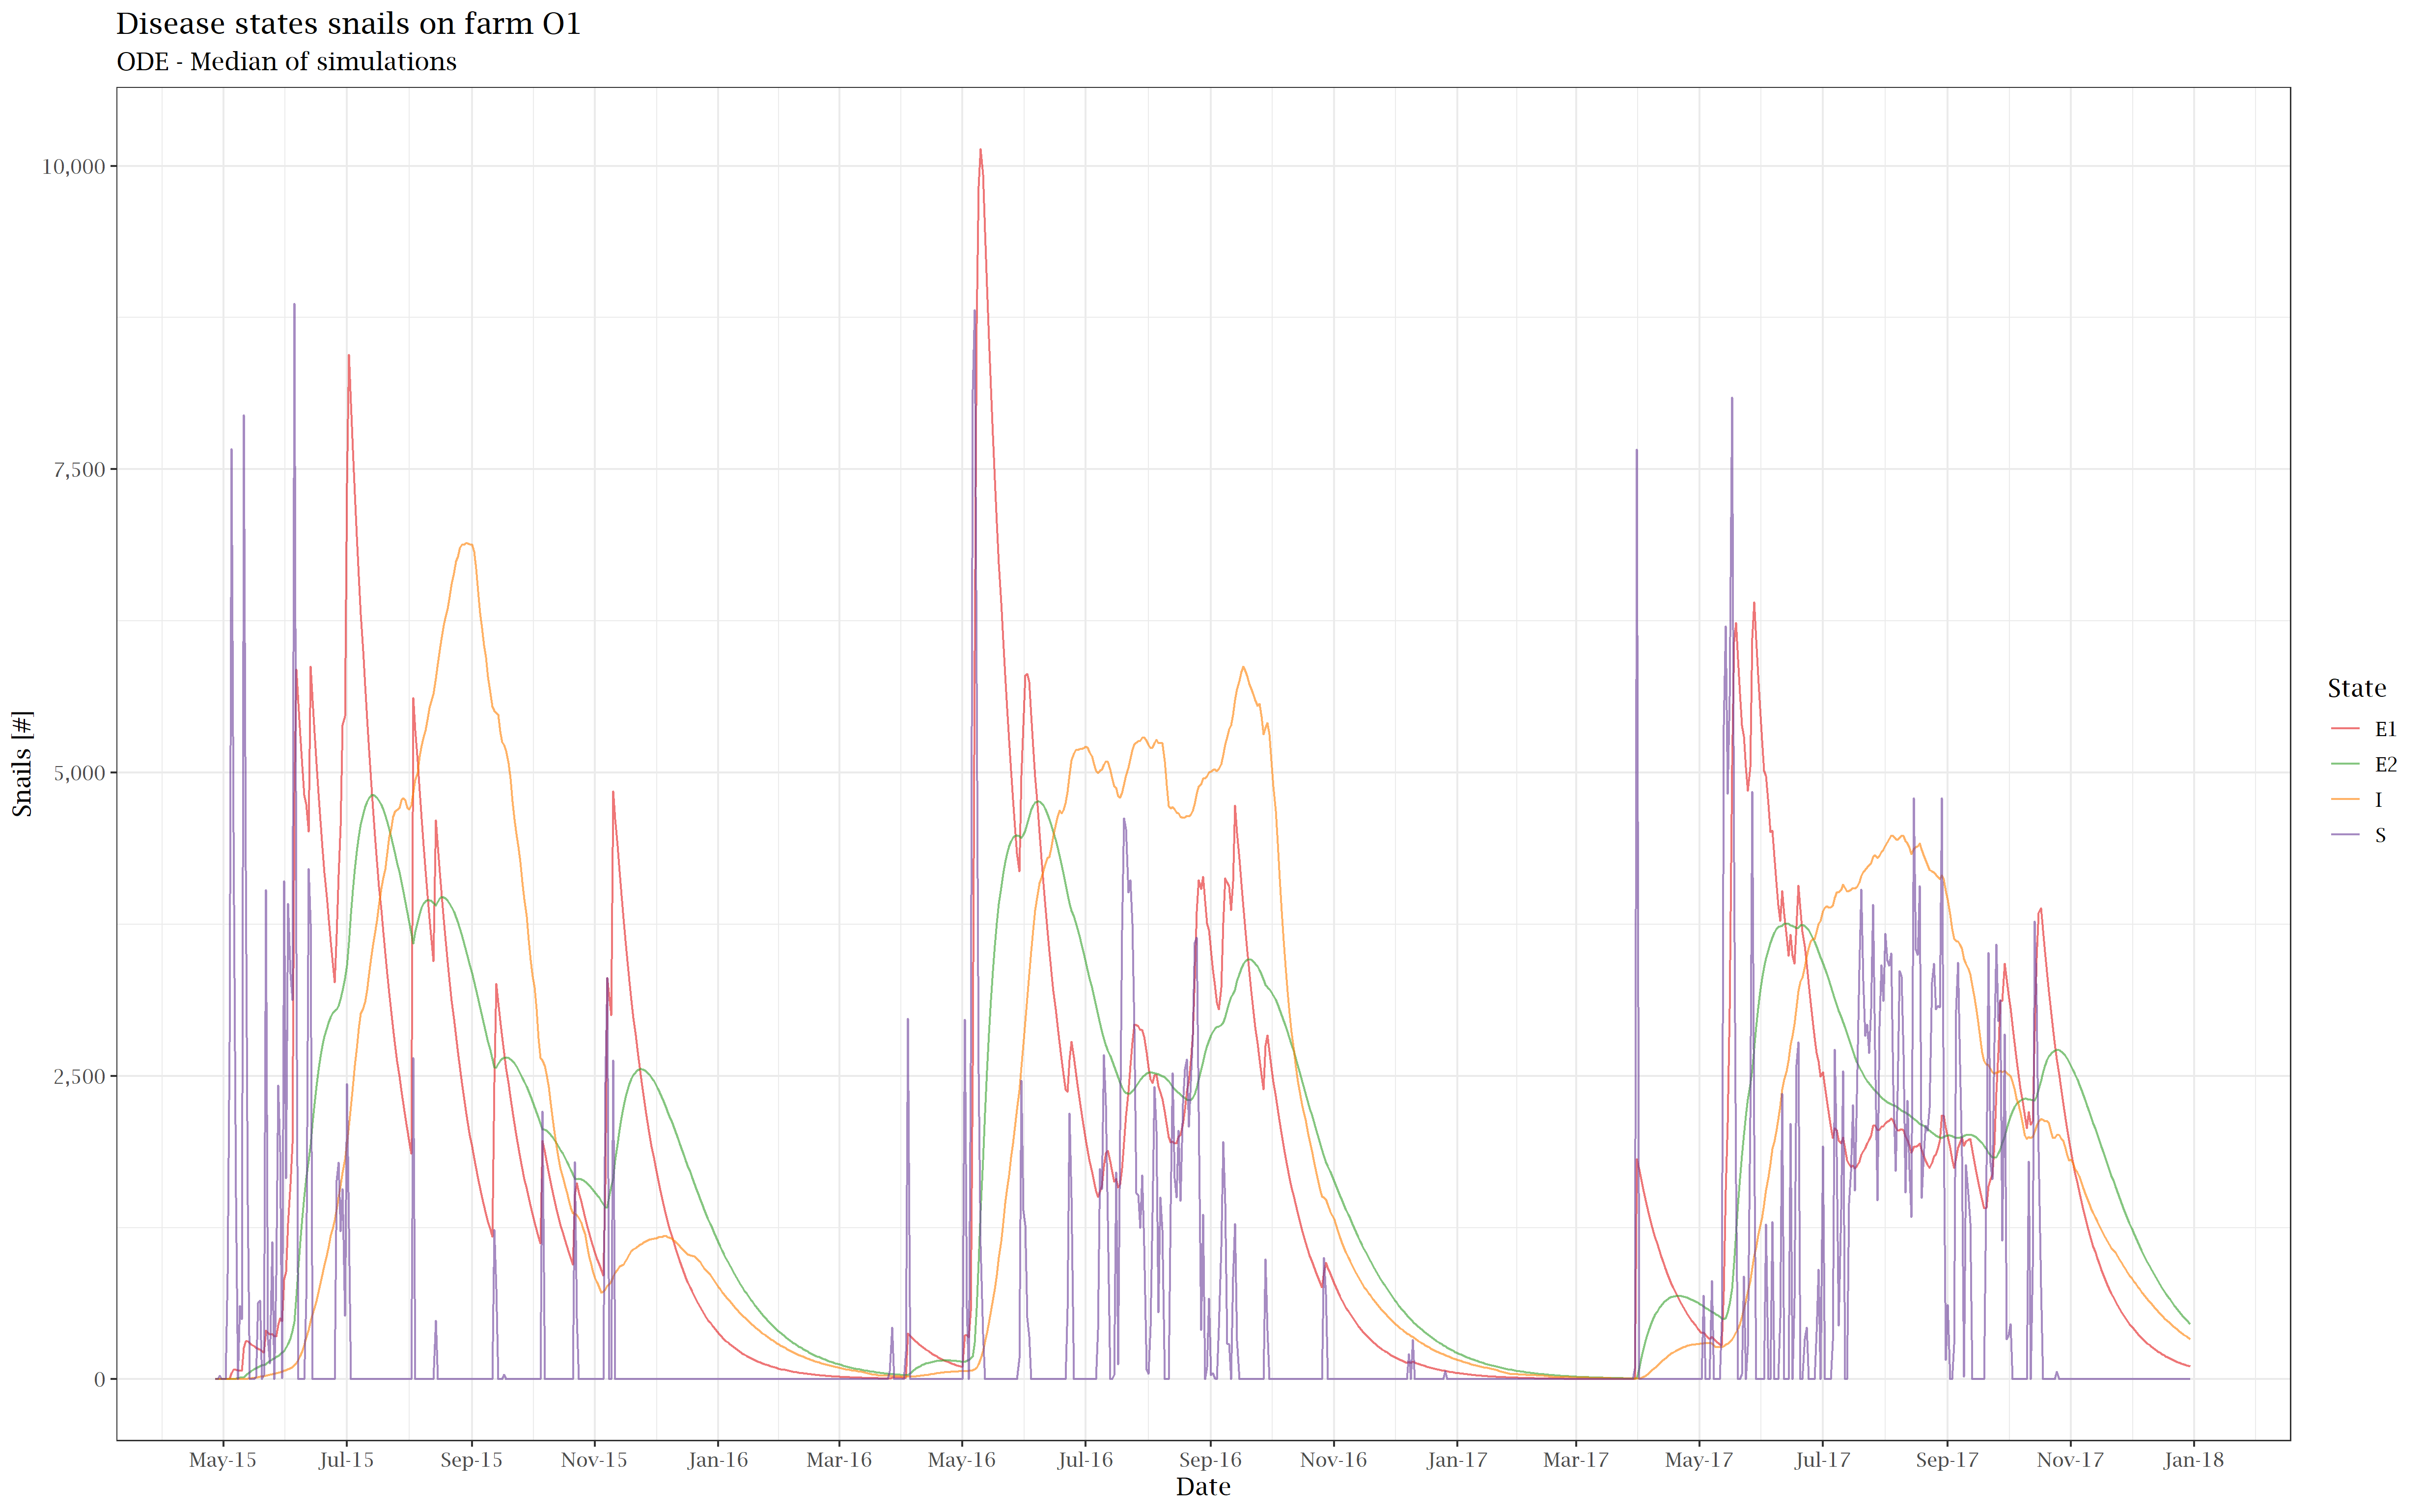 Disease states snails on farm O1
ODE - Median of simulations
10,000
7,500
5,000
2,500
0
Snails [#]
May-15 Jul-15 Sep-15 Nov-15 Jan-16 Mar-16 May-16 Jul-16 Sep-16 Nov-16 Jan-17 Mar-17 May-17 Jul-17 Sep-17 Nov-17 Jan-18
Date
State
E1
E2
I
S